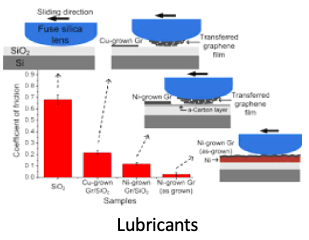 Sliding direction
Fuse silica
lens
SiO2
Si
Cu-grown Gr
Transferred
graphene
film
Ni-grown Gr
Transferred
graphene film
a-Carbon layer
Ni-grown Gr
(as-grown)
Ni
Coefficient of friction
0.9
0.8
0.7
0.6
0.5
0.4
0.3
0.2
0.1
0.0
SiO2
Cu-grown
Gr/SiO2
Ni-grown
Gr/SiO2
Ni-grown Gr
(as grown)
Samples
Lubricants